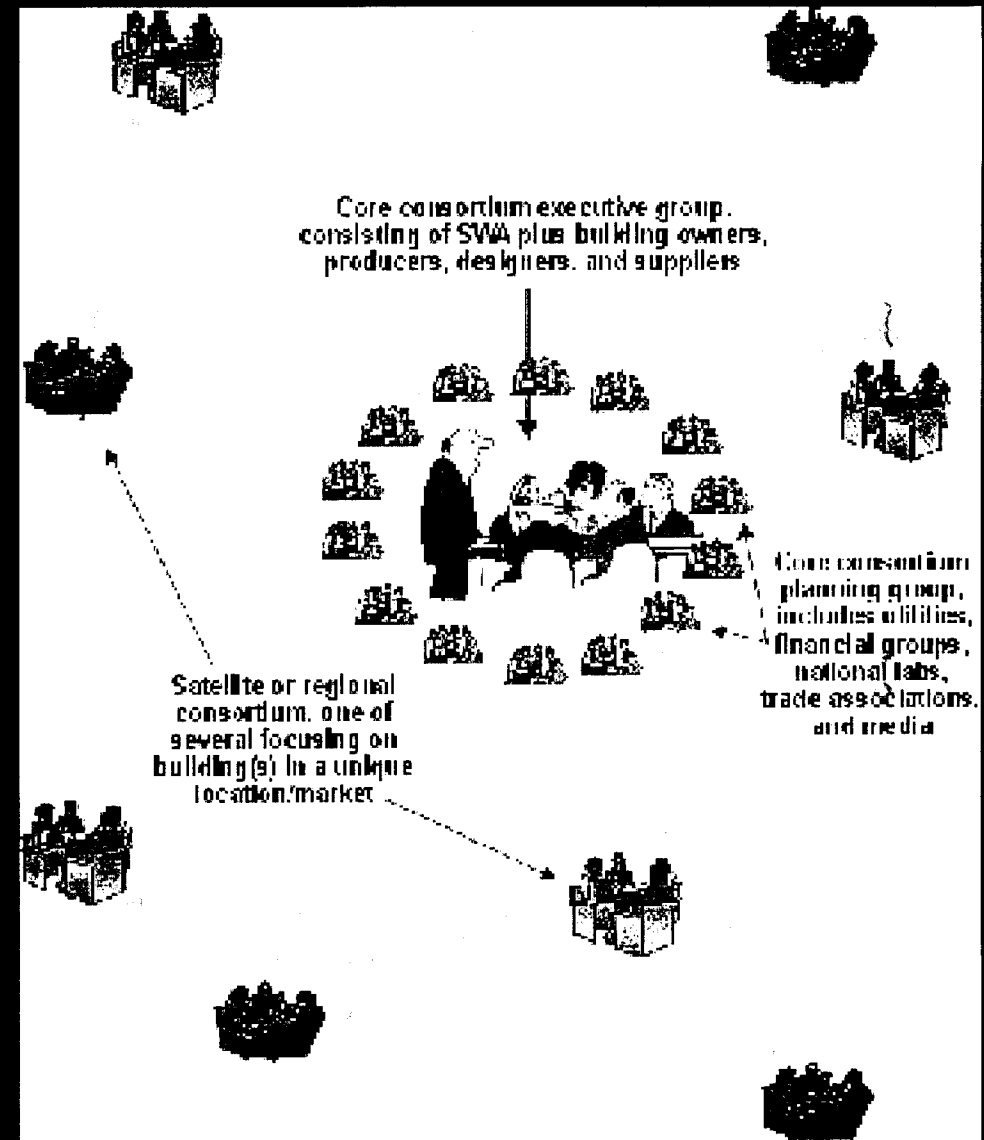 Core consortium executive group,
consisting of SWA plus building owners,
producers, designers, and suppliers
Core consortium
planning group,
includes utilities,
financial groups,
national labs,
trade associations,
and media
Satellite or regional
consortium, one of
several focusing on
building(s) in a unique
location/market